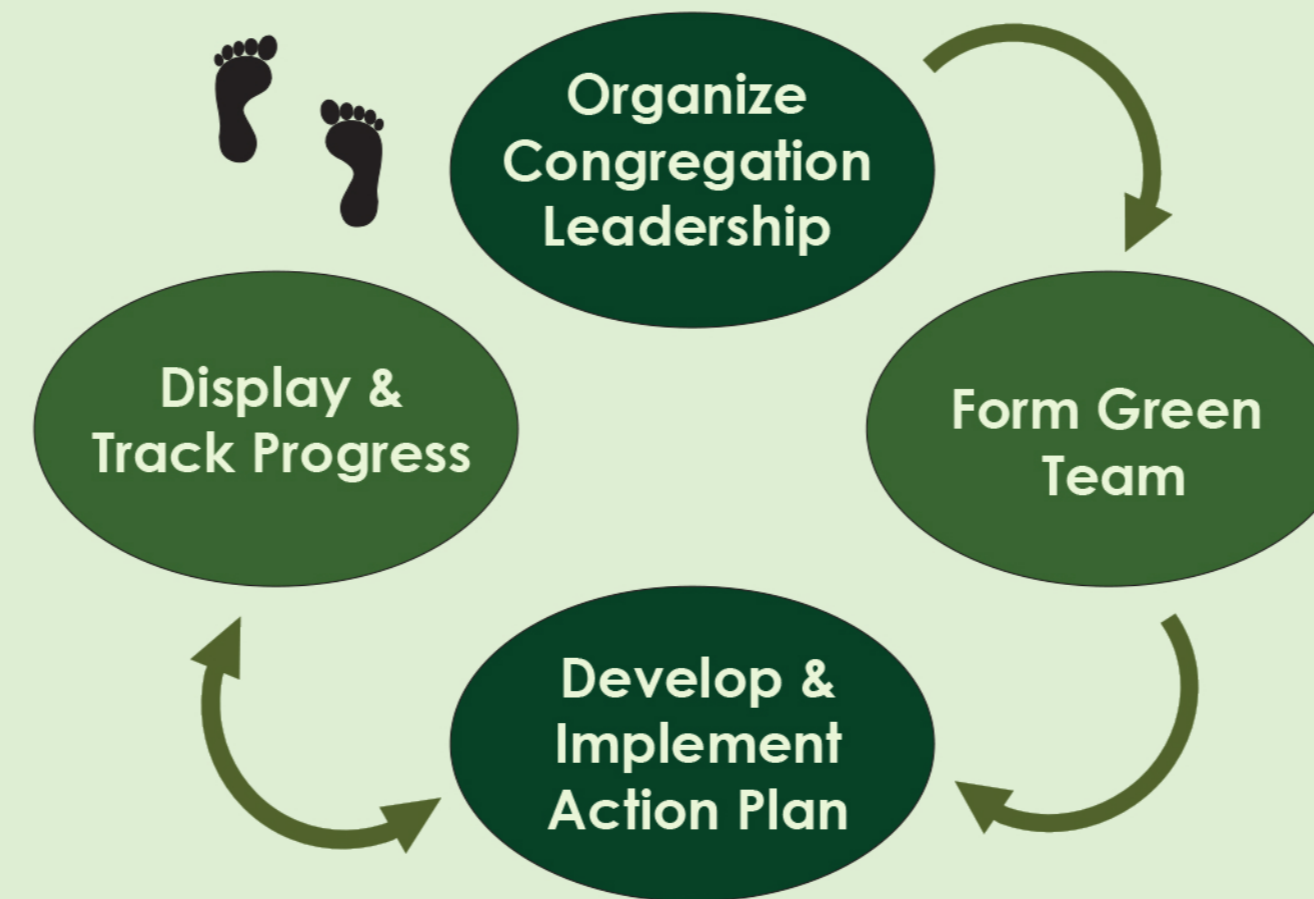 Organize
Congregation
Leadership
Form Green
Team
Develop &
Implement
Action Plan
Display &
Track Progress